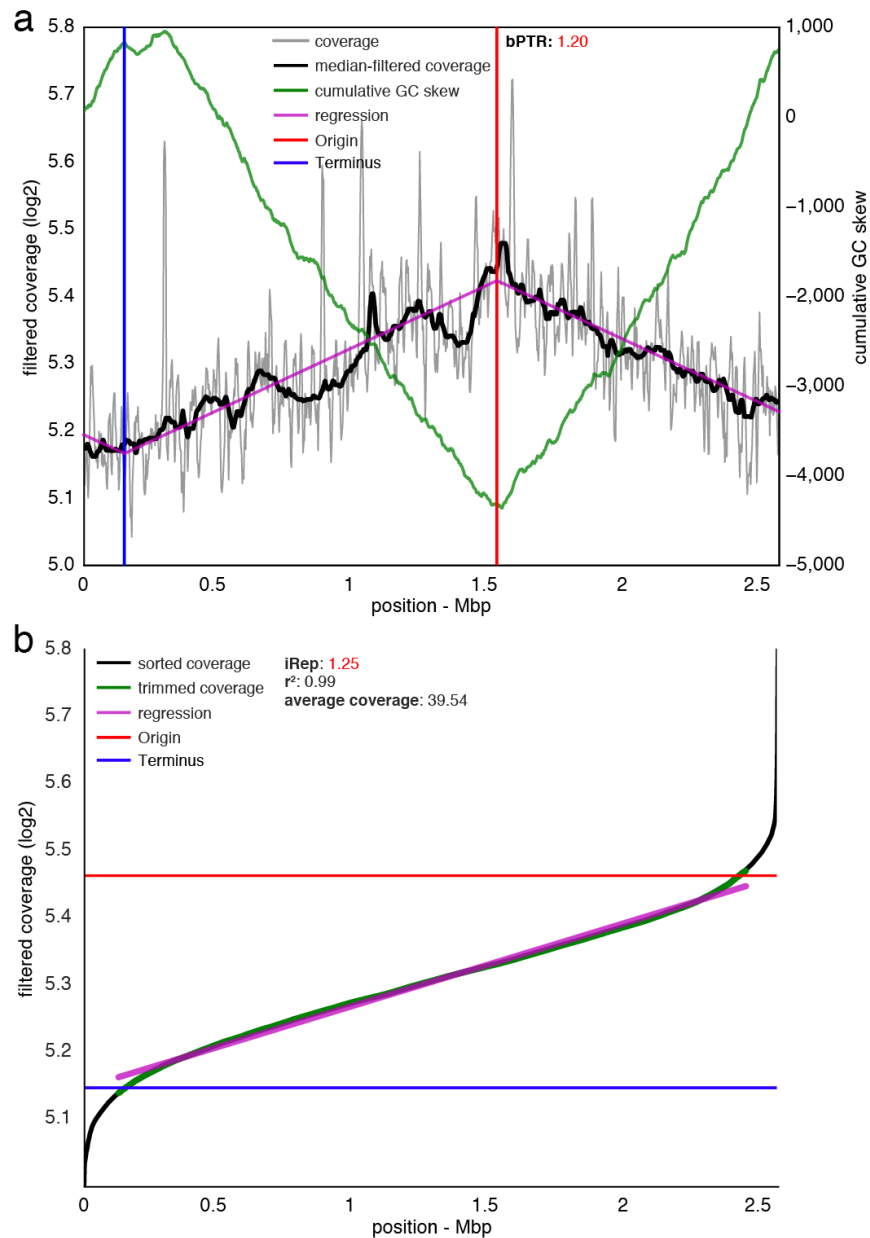 a
bPTR: 1.20
coverage
median-filtered coverage
cumulative GC skew
regression
Origin
Terminus
5.8
5.7
5.6
5.5
5.4
5.3
5.2
5.1
5.0
filtered coverage (log2)
1,000
0
−1,000
−2,000
−3,000
−4,000
−5,000
cumulative GC skew
0
0.5
1
1.5
2
2.5
position - Mbp
b
sorted coverage
trimmed coverage
regression
Origin
Terminus
iRep: 1.25
r²: 0.99
average coverage: 39.54
5.8
5.7
5.6
5.5
5.4
5.3
5.2
5.1
filtered coverage (log2)
0
0.5
1
1.5
2
2.5
position - Mbp